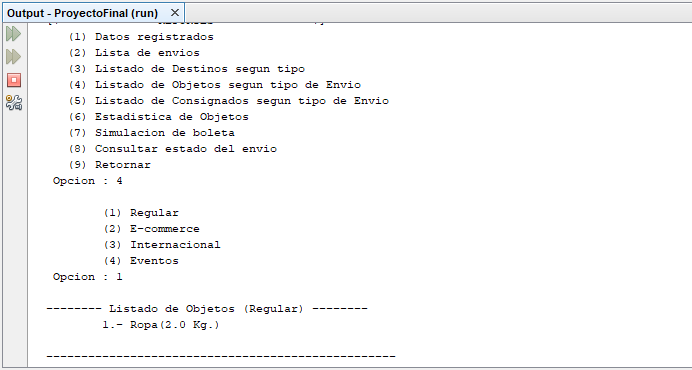 Output - ProyectoFinal (run) ×
(1) Datos registrados
(2) Lista de envios
(3) Listado de Destinos segun tipo
(4) Listado de Objetos segun tipo de Envio
(5) Listado de Consignados segun tipo de Envio
(6) Estadistica de Objetos
(7) Simulacion de boleta
(8) Consultar estado del envio
(9) Retornar
Opcion : 4
(1) Regular
(2) E-commerce
(3) Internacional
(4) Eventos
Opcion : 1
-------- Listado de Objetos (Regular) --------
1.- Ropa(2.0 Kg.)
--------------------------------------------------